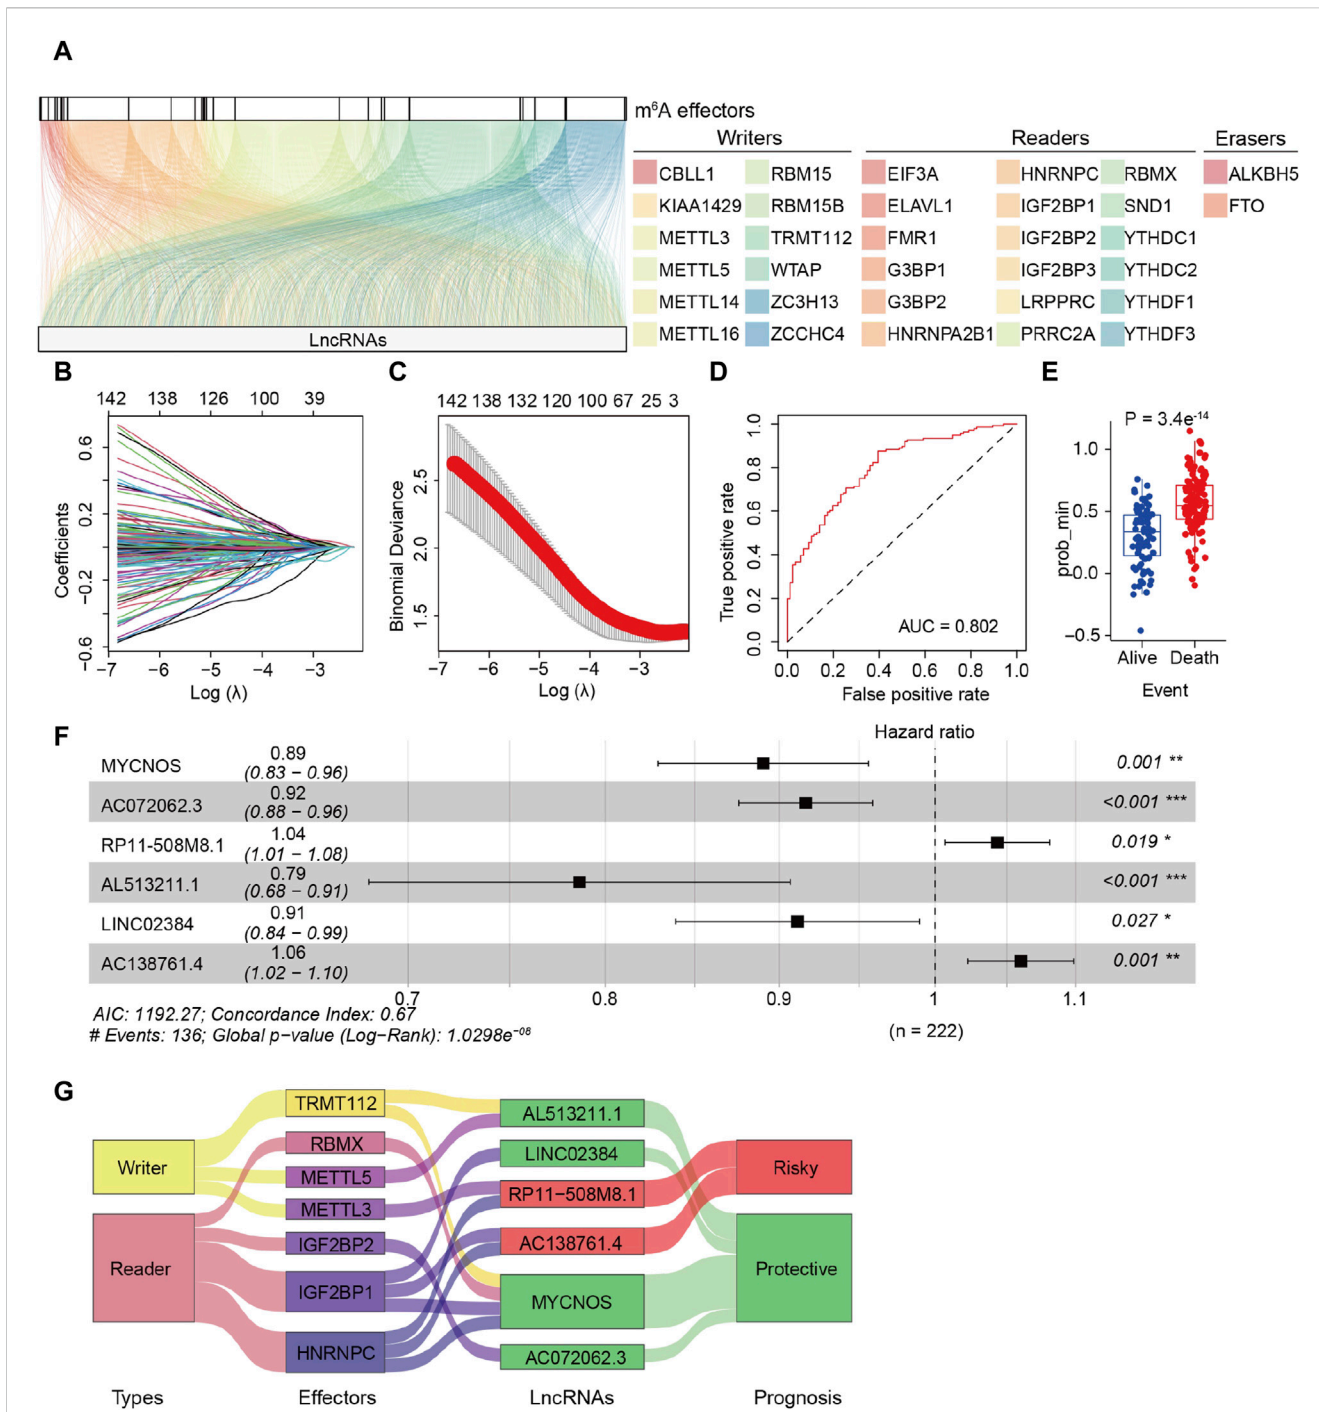 A
m⁶A effectors
Writers
Readers
Erasers
CBLL1 RBM15 EIF3A HNRNPC RBMX ALKBH5
KIAA1429 RBM15B ELAVL1 IGF2BP1 SND1 FTO
METTL3 TRMT112 FMR1 IGF2BP2 YTHDC1
METTL5 WTAP G3BP1 IGF2BP3 YTHDC2
METTL14 ZC3H13 G3BP2 LRPPRC YTHDF1
METTL16 ZCCHC4 HNRNPA2B1 PRRC2A YTHDF3
LncRNAs
B
142 138 126 100 39
0.6
0.2
−0.2
−0.6
Coefficients
−7 −6 −5 −4 −3
Log (λ)
C
142 138 132 120 100 67 25 3
2.5
2.0
1.5
Binomial Deviance
−7 −6 −5 −4 −3
Log (λ)
D
1.0
0.8
0.6
0.4
0.2
0.0
True positive rate
AUC = 0.802
0.0 0.2 0.4 0.6 0.8 1.0
False positive rate
E
P = 3.4e⁻¹⁴
1.0
0.5
0.0
−0.5
prob_min
Alive Death
Event
F
Hazard ratio
MYCNOS 0.89 0.001 **
(0.83 − 0.96)
AC072062.3 0.92 <0.001 ***
(0.88 − 0.96)
RP11-508M8.1 1.04 0.019 *
(1.01 − 1.08)
AL513211.1 0.79 <0.001 ***
(0.68 − 0.91)
LINC02384 0.91 0.027 *
(0.84 − 0.99)
AC138761.4 1.06 0.001 **
(1.02 − 1.10)
0.7 0.8 0.9 1 1.1
AIC: 1192.27; Concordance Index: 0.67
# Events: 136; Global p−value (Log−Rank): 1.0298e⁻⁰⁸
(n = 222)
G
Writer
Reader
TRMT112
RBMX
METTL5
METTL3
IGF2BP2
IGF2BP1
HNRNPC
AL513211.1
LINC02384
RP11−508M8.1
AC138761.4
MYCNOS
AC072062.3
Risky
Protective
Types Effectors LncRNAs Prognosis